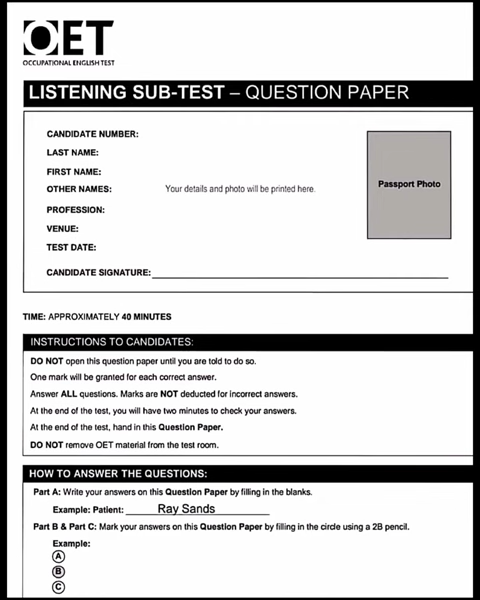 OET
OCCUPATIONAL ENGLISH TEST
LISTENING SUB-TEST – QUESTION PAPER
CANDIDATE NUMBER:
LAST NAME:
FIRST NAME:
OTHER NAMES: Your details and photo will be printed here.
Passport Photo
PROFESSION:
VENUE:
TEST DATE:
CANDIDATE SIGNATURE:
TIME: APPROXIMATELY 40 MINUTES
INSTRUCTIONS TO CANDIDATES:
DO NOT open this question paper until you are told to do so.
One mark will be granted for each correct answer.
Answer ALL questions. Marks are NOT deducted for incorrect answers.
At the end of the test, you will have two minutes to check your answers.
At the end of the test, hand in this Question Paper.
DO NOT remove OET material from the test room.
HOW TO ANSWER THE QUESTIONS:
Part A: Write your answers on this Question Paper by filling in the blanks.
Example: Patient: Ray Sands
Part B & Part C: Mark your answers on this Question Paper by filling in the circle using a 2B pencil.
Example:
A
B
C